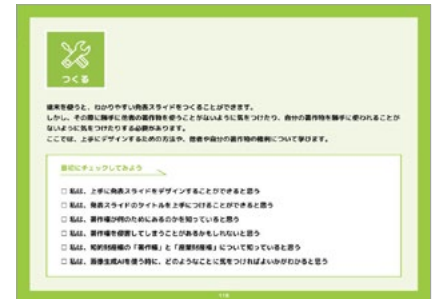 つくる
端末を使うと、わかりやすい発表スライドをつくることができます。
しかし、その際に勝手に他者の著作物を使うことがないように気をつけたり、自分の著作物を勝手に使われることが
ないように気をつけたりする必要があります。
ここでは、上手にデザインするための方法や、他者や自分の著作物の権利について学びます。
最初にチェックしてみよう
□ 私は、上手に発表スライドをデザインすることができると思う
□ 私は、発表スライドのタイトルを上手につけることができると思う
□ 私は、著作権が何のためにあるのかを知っていると思う
□ 私は、著作権を侵害してしまうことがあるかもしれないと思う
□ 私は、知的財産権の「著作権」と「産業財産権」について知っていると思う
□ 私は、画像生成AIを使う時に、どのようなことに気をつければよいかがわかると思う